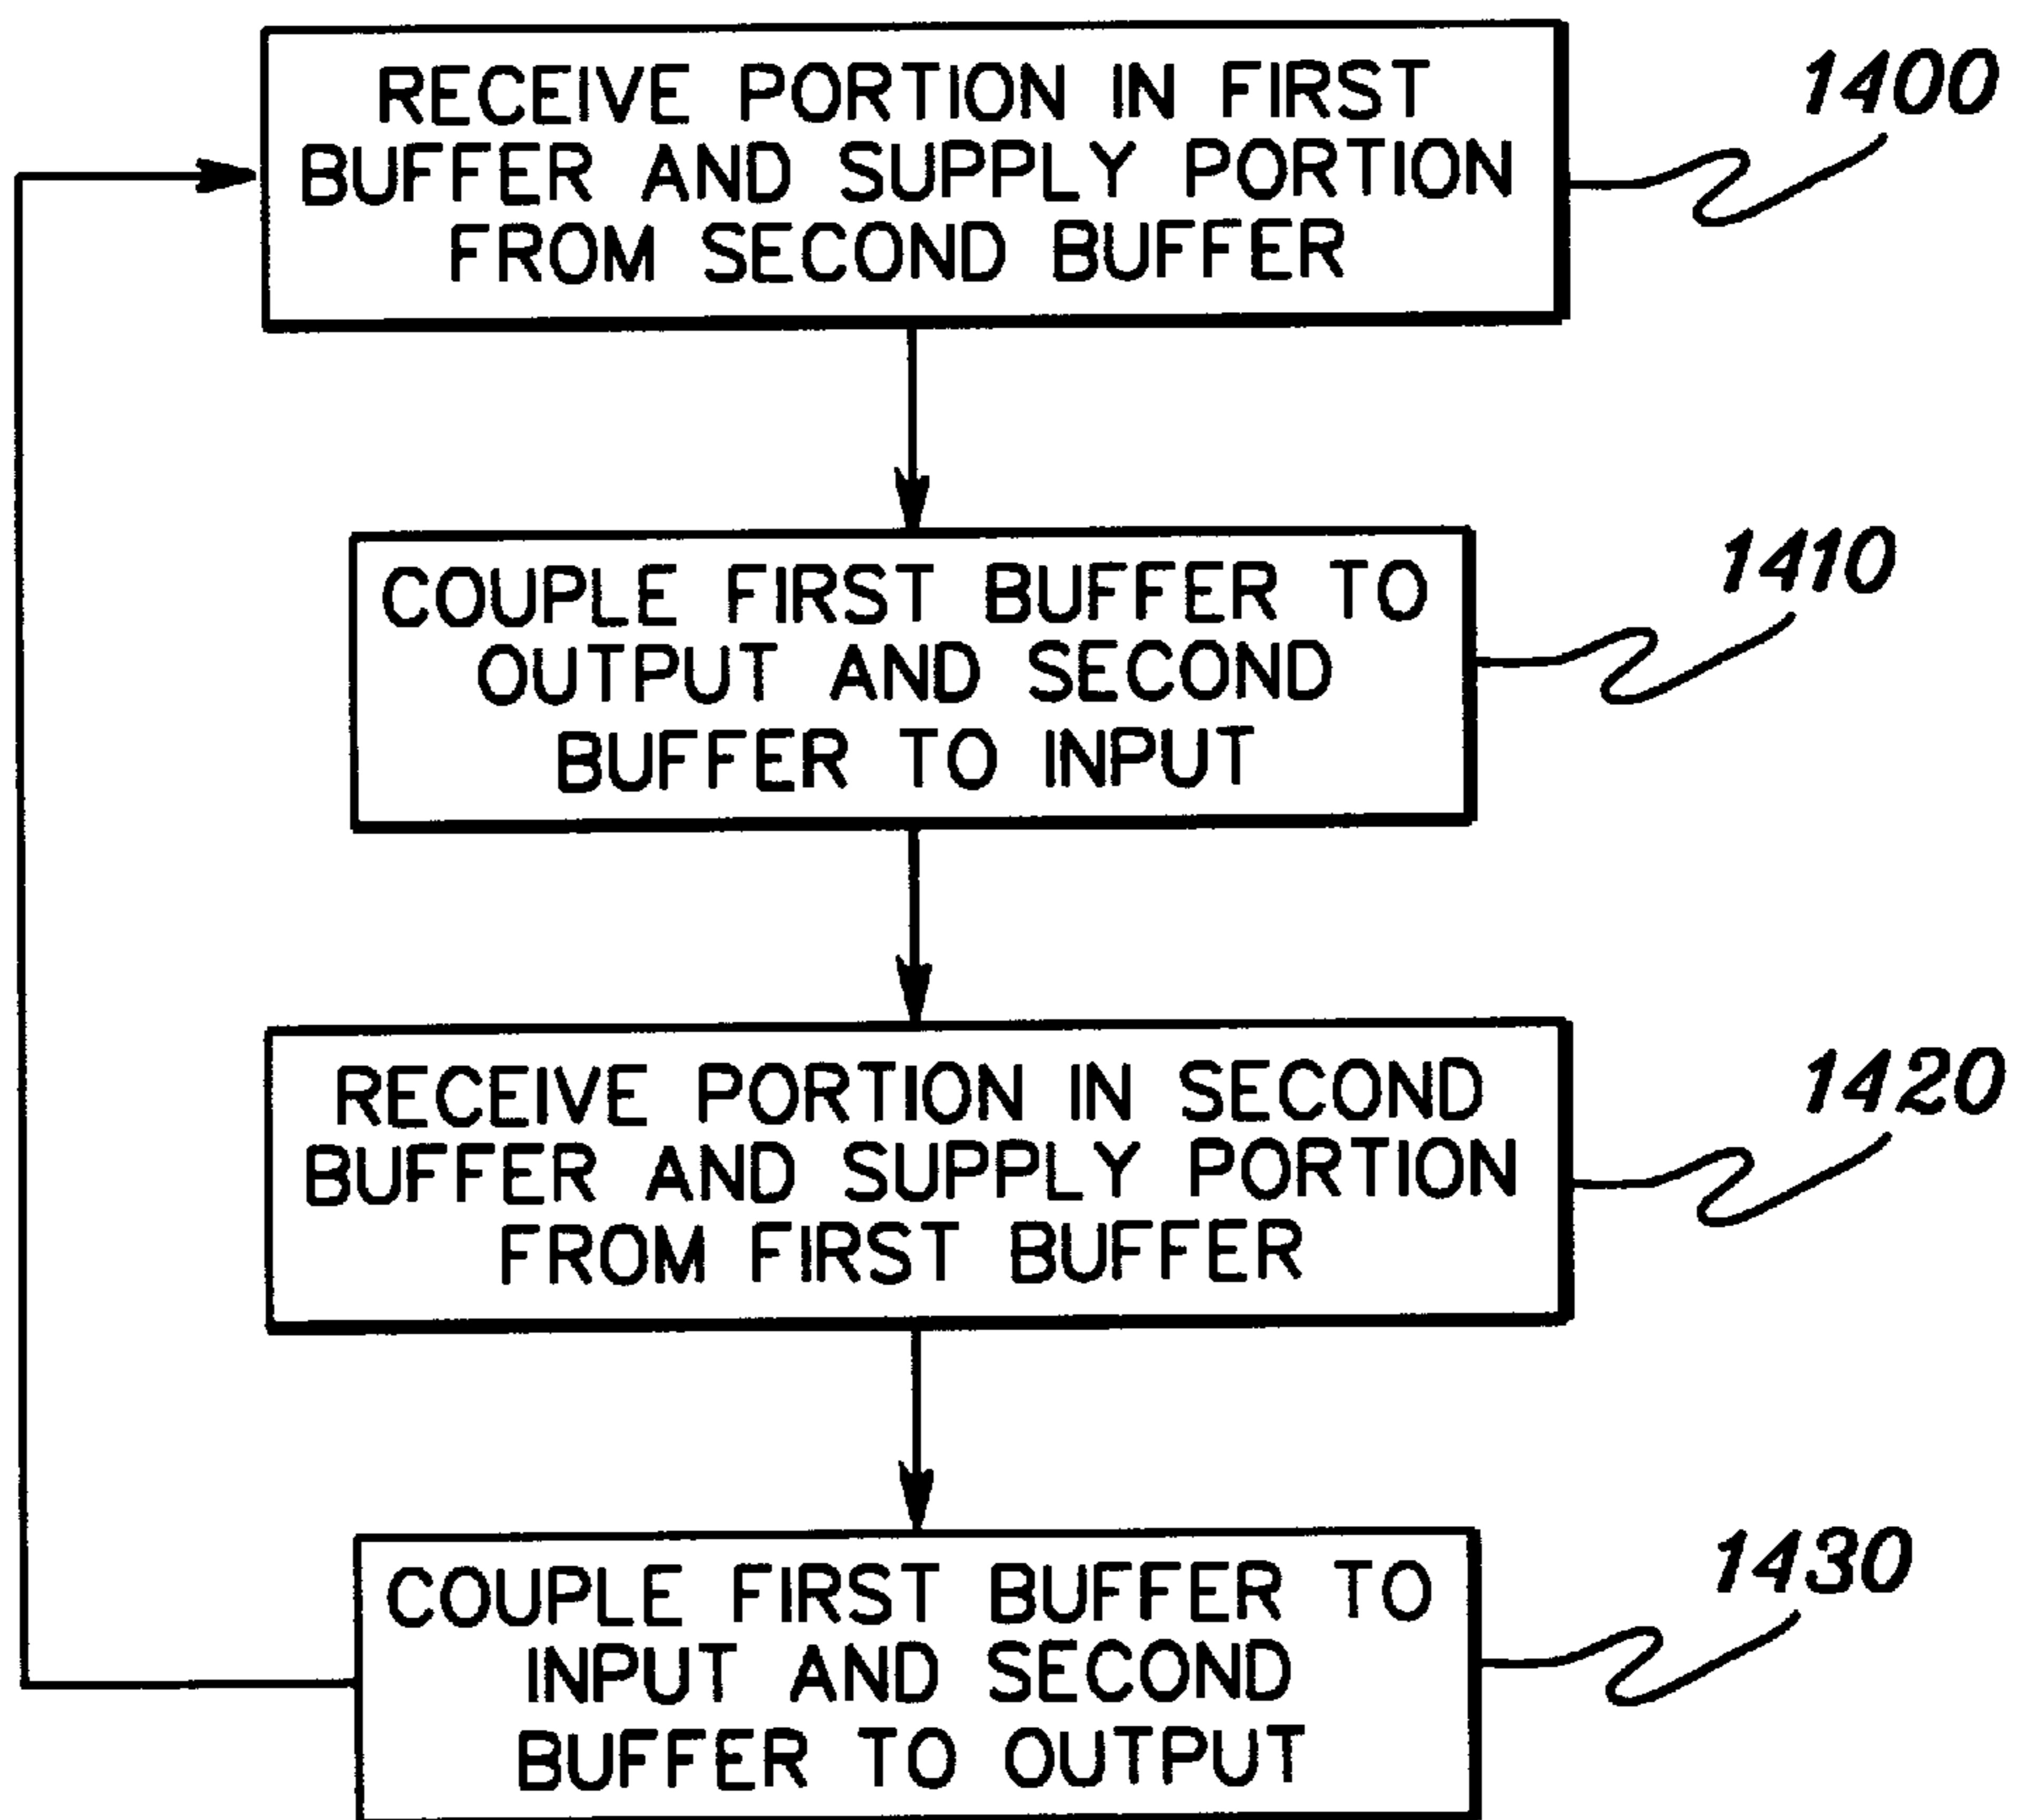 RECEIVE PORTION IN FIRST
BUFFER AND SUPPLY PORTION
FROM SECOND BUFFER
1400
COUPLE FIRST BUFFER TO
OUTPUT AND SECOND
BUFFER TO INPUT
1410
RECEIVE PORTION IN SECOND
BUFFER AND SUPPLY PORTION
FROM FIRST BUFFER
1420
COUPLE FIRST BUFFER TO
INPUT AND SECOND
BUFFER TO OUTPUT
1430